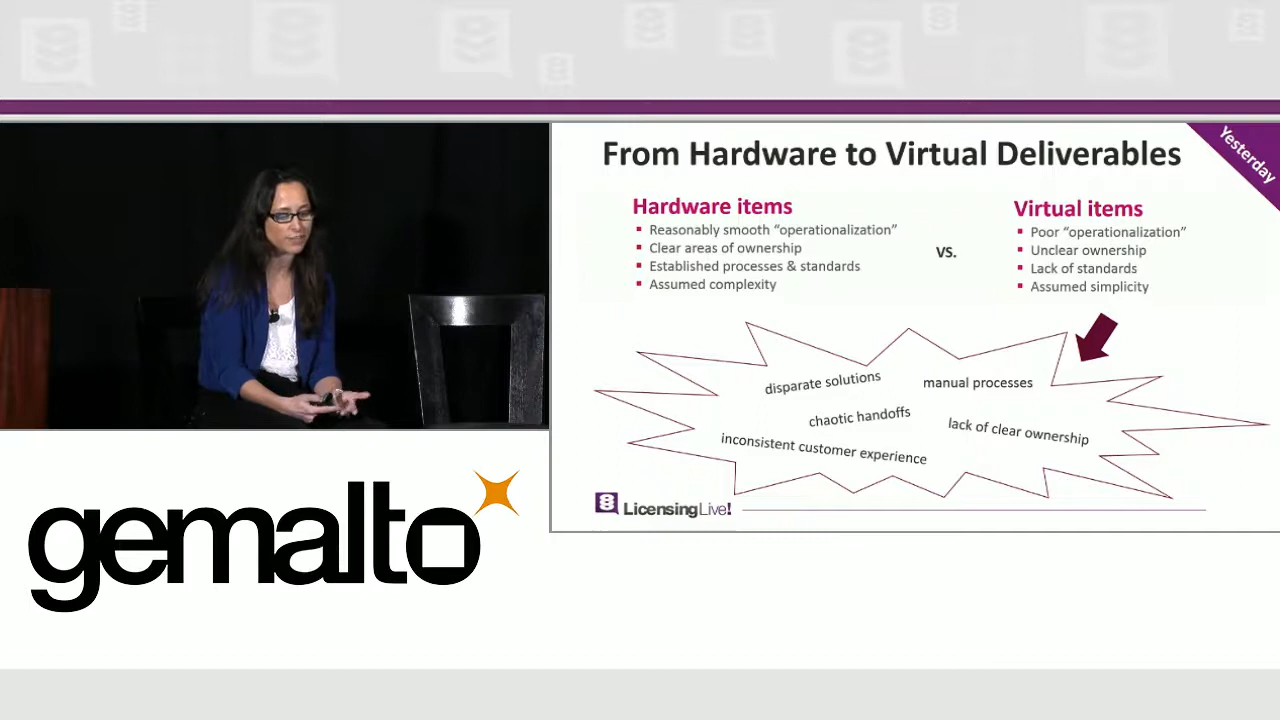 From Hardware to Virtual Deliverables
Yesterday
Hardware items
Reasonably smooth “operationalization”
Clear areas of ownership
Established processes & standards
Assumed complexity
VS.
Virtual items
Poor “operationalization”
Unclear ownership
Lack of standards
Assumed simplicity
disparate solutions
manual processes
chaotic handoffs
lack of clear ownership
inconsistent customer experience
LicensingLive!
gemalto